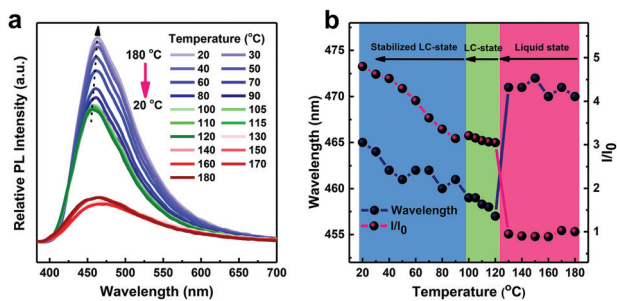 a
Relative PL Intensity (a.u.)
180 °C
20 °C
Temperature (°C)
20 30
40 50
60 70
80 90
100 105
110 115
120 130
140 150
160 170
180
400 450 500 550 600 650 700
Wavelength (nm)
b
Wavelength (nm)
475
470
465
460
455
Stabilized LC-state
LC-state
Liquid state
Wavelength
I/I0
5
4
3
2
1
I/I0
20 40 60 80 100 120 140 160 180
Temperature (°C)